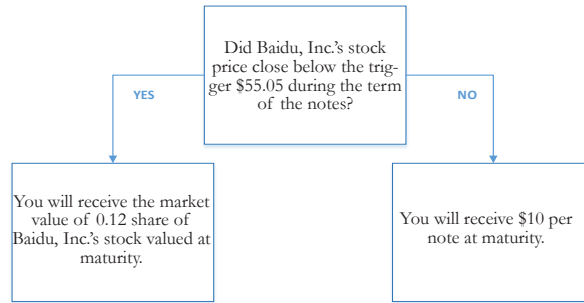 Did Baidu, Inc.'s stock
price close below the trig-
ger $55.05 during the term
of the notes?
YES
NO
You will receive the market
value of 0.12 share of
Baidu, Inc.'s stock valued at
maturity.
You will receive $10 per
note at maturity.